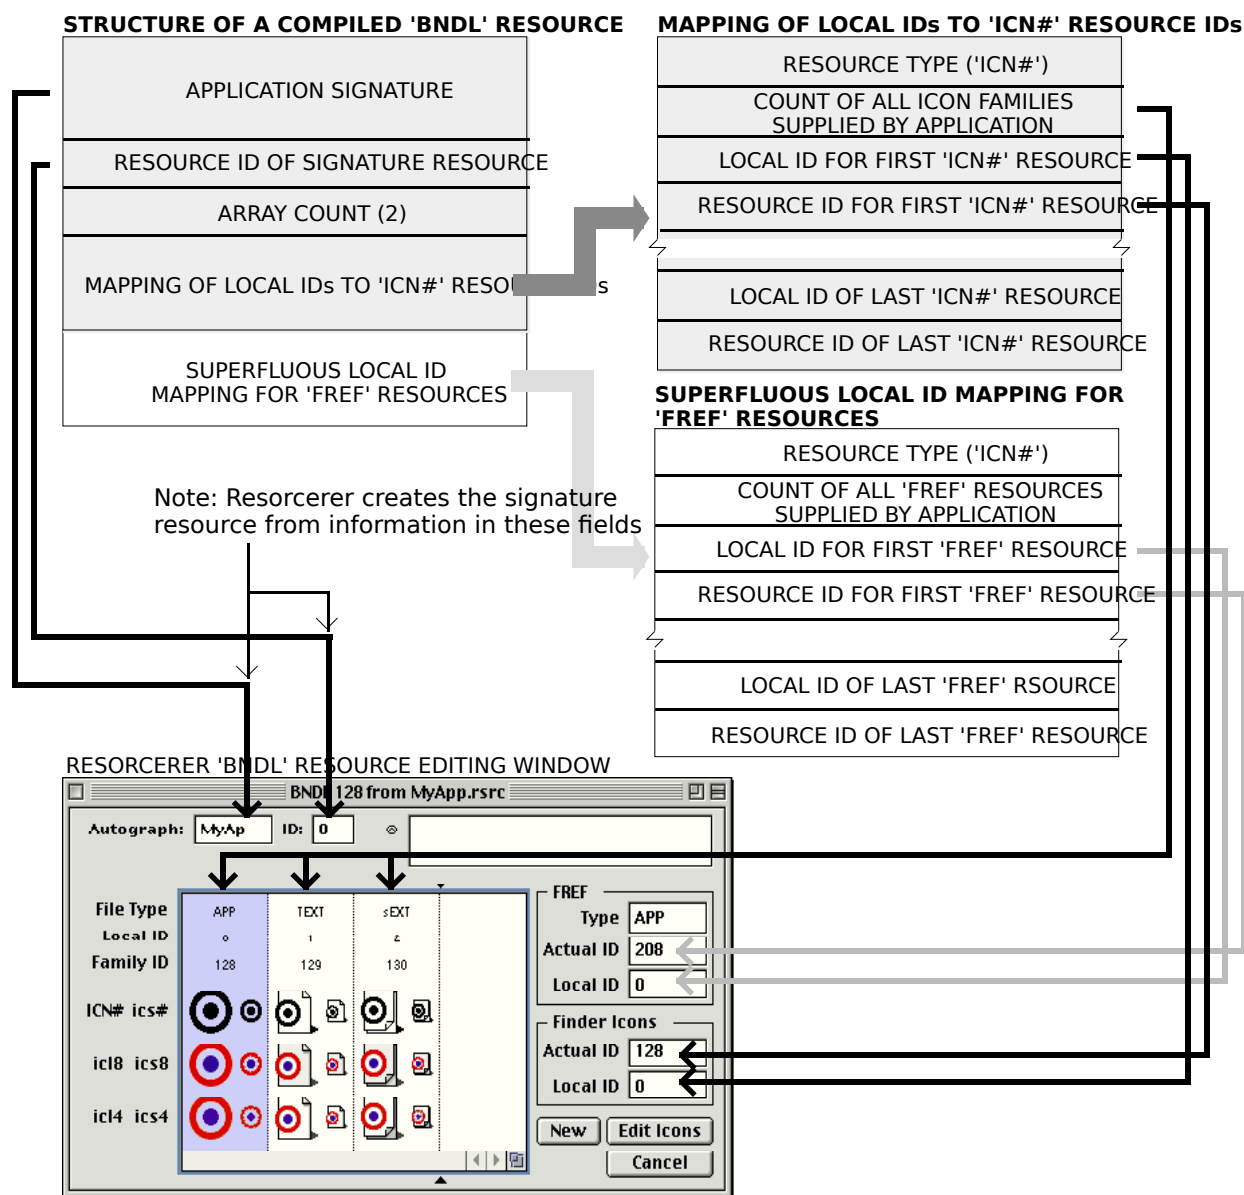 STRUCTURE OF A COMPILED 'BNDL' RESOURCE
APPLICATION SIGNATURE
RESOURCE ID OF SIGNATURE RESOURCE
ARRAY COUNT (2)
MAPPING OF LOCAL IDs TO 'ICN#' RESOU s
SUPERFLUOUS LOCAL ID
MAPPING FOR 'FREF' RESOURCES
MAPPING OF LOCAL IDs TO 'ICN#' RESOURCE IDs
RESOURCE TYPE ('ICN#')
COUNT OF ALL ICON FAMILIES
SUPPLIED BY APPLICATION
LOCAL ID FOR FIRST 'ICN#' RESOURCE
RESOURCE ID FOR FIRST 'ICN#' RESOURCE
LOCAL ID OF LAST 'ICN#' RESOURCE
RESOURCE ID OF LAST 'ICN#' RESOURCE
SUPERFLUOUS LOCAL ID MAPPING FOR
'FREF' RESOURCES
RESOURCE TYPE ('ICN#')
COUNT OF ALL 'FREF' RESOURCES
SUPPLIED BY APPLICATION
LOCAL ID FOR FIRST 'FREF' RESOURCE
RESOURCE ID FOR FIRST 'FREF' RESOURCE
LOCAL ID OF LAST 'FREF' RSOURCE
RESOURCE ID OF LAST 'FREF' RESOURCE
Note: Resorcerer creates the signature
resource from information in these fields
RESORCERER 'BNDL' RESOURCE EDITING WINDOW
BNDL 128 from MyApp.rsrc
Autograph: MyAp ID: 0 ©
File Type APP TEXT sEXT
Local ID 0 1 2
Family ID 128 129 130
ICN# ics#
icl8 ics8
icl4 ics4
FREF
Type APP
Actual ID 208
Local ID 0
Finder Icons
Actual ID 128
Local ID 0
New Edit Icons
Cancel